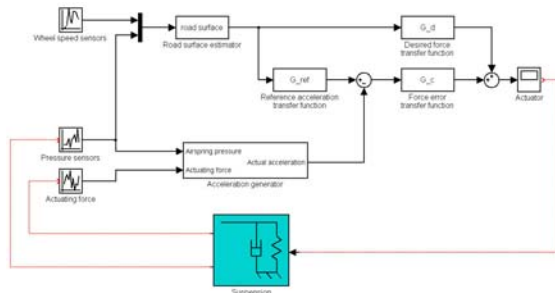 Wheel speed sensors
road surface
Road surface estimator
G_d
Desired force
transfer function
G_ref
Reference acceleration
transfer function
G_c
Force error
transfer function
Actuator
Pressure sensors
Airspring pressure
Actual acceleration
Actuating force
Acceleration generator
Actuating force
Suspension